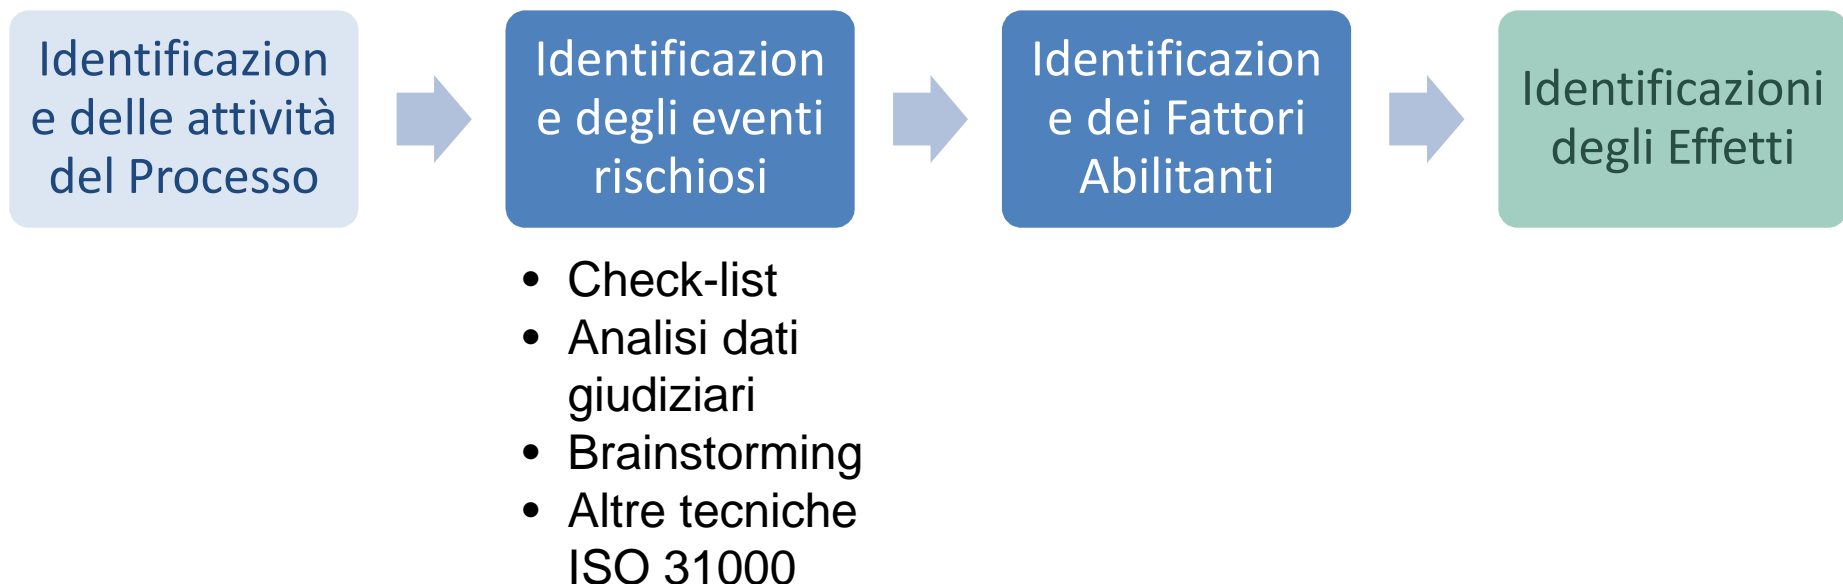 Identificazion
e delle attività
del Processo
Identificazion
e degli eventi
rischiosi
Identificazion
e dei Fattori
Abilitanti
Identificazioni
degli Effetti
• Check-list
• Analisi dati
giudiziari
• Brainstorming
• Altre tecniche
ISO 31000